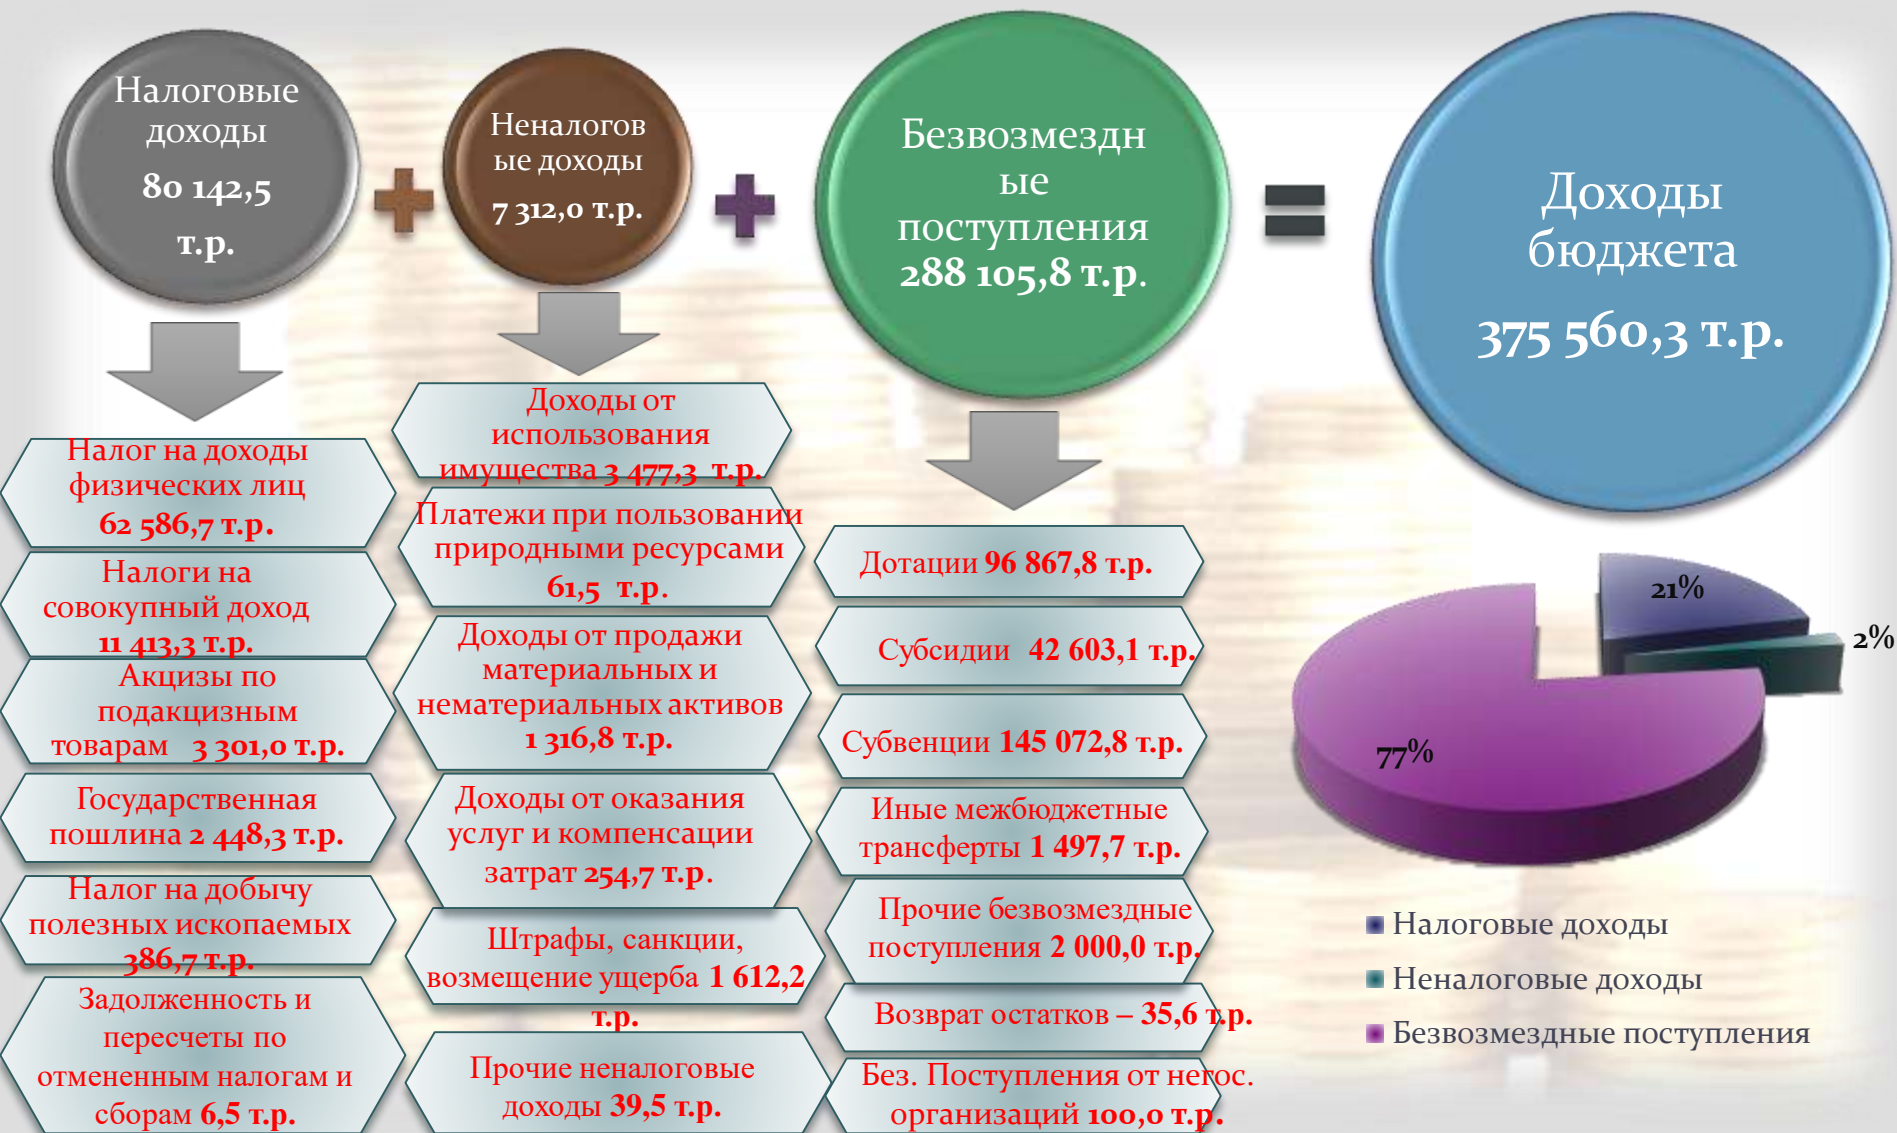 Налоговые
доходы
80 142,5
т.р.
Неналогов
ые доходы
7 312,0 т.р.
Безвозмездн
ые
поступления
288 105,8 т.р.
Доходы
бюджета
375 560,3 т.р.
Налог на доходы
физических лиц
62 586,7 т.р.
Налоги на
совокупный доход
11 413,3 т.р.
Акцизы по
подакцизным
товарам 3 301,0 т.р.
Государственная
пошлина 2 448,3 т.р.
Налог на добычу
полезных ископаемых
386,7 т.р.
Задолженность и
пересчеты по
отмененным налогам и
сборам 6,5 т.р.
Доходы от
использования
имущества 3 477,3 т.р.
Платежи при пользовании
природными ресурсами
61,5 т.р.
Доходы от продажи
материальных и
нематериальных активов
1 316,8 т.р.
Доходы от оказания
услуг и компенсации
затрат 254,7 т.р.
Штрафы, санкции,
возмещение ущерба 1 612,2
т.р.
Прочие неналоговые
доходы 39,5 т.р.
Дотации 96 867,8 т.р.
Субсидии 42 603,1 т.р.
Субвенции 145 072,8 т.р.
Иные межбюджетные
трансферты 1 497,7 т.р.
Прочие безвозмездные
поступления 2 000,0 т.р.
Возврат остатков – 35,6 т.р.
Без. Поступления от негос.
организаций 100,0 т.р.
21%
2%
77%
Налоговые доходы
Неналоговые доходы
Безвозмездные поступления